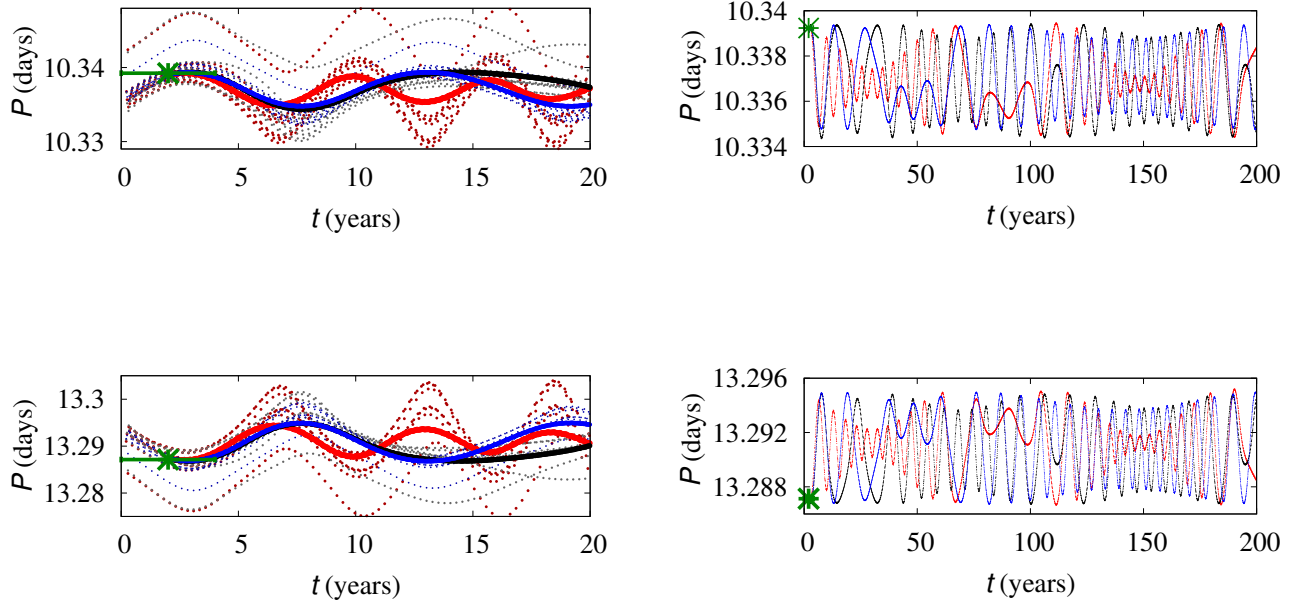 P (days)
10.34
10.33
0 5 10 15 20
t (years)
P (days)
10.34
10.338
10.336
10.334
0 50 100 150 200
t (years)
P (days)
13.3
13.29
13.28
0 5 10 15 20
t (years)
P (days)
13.296
13.292
13.288
0 50 100 150 200
t (years)